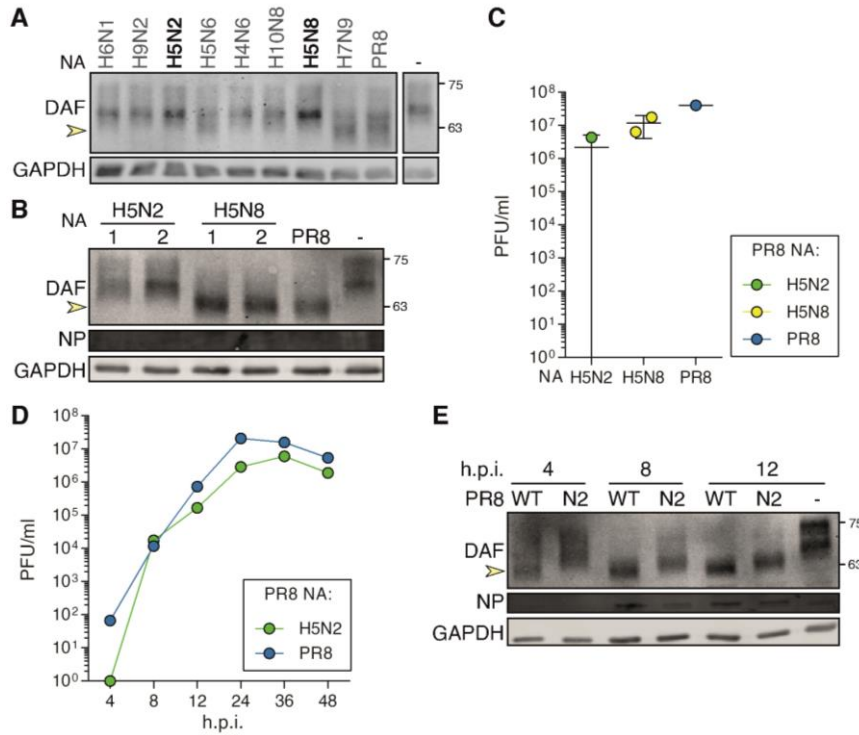 A
NA H6N1 H9N2 H5N2 H5N6 H4N6 H10N8 H5N8 H7N9 PR8 -
DAF
75
63
GAPDH
B
NA H5N2 H5N8
1 2 1 2 PR8 -
DAF
75
63
NP
GAPDH
C
PFU/ml
10⁸
10⁷
10⁶
10⁵
10⁴
10³
10²
10¹
10⁰
NA H5N2 H5N8 PR8
PR8 NA:
H5N2
H5N8
PR8
D
PFU/ml
10⁸
10⁷
10⁶
10⁵
10⁴
10³
10²
10¹
10⁰
4 8 12 24 36 48
h.p.i.
PR8 NA:
H5N2
PR8
E
h.p.i. 4 8 12
PR8 WT N2 WT N2 WT N2 -
DAF
75
63
NP
GAPDH